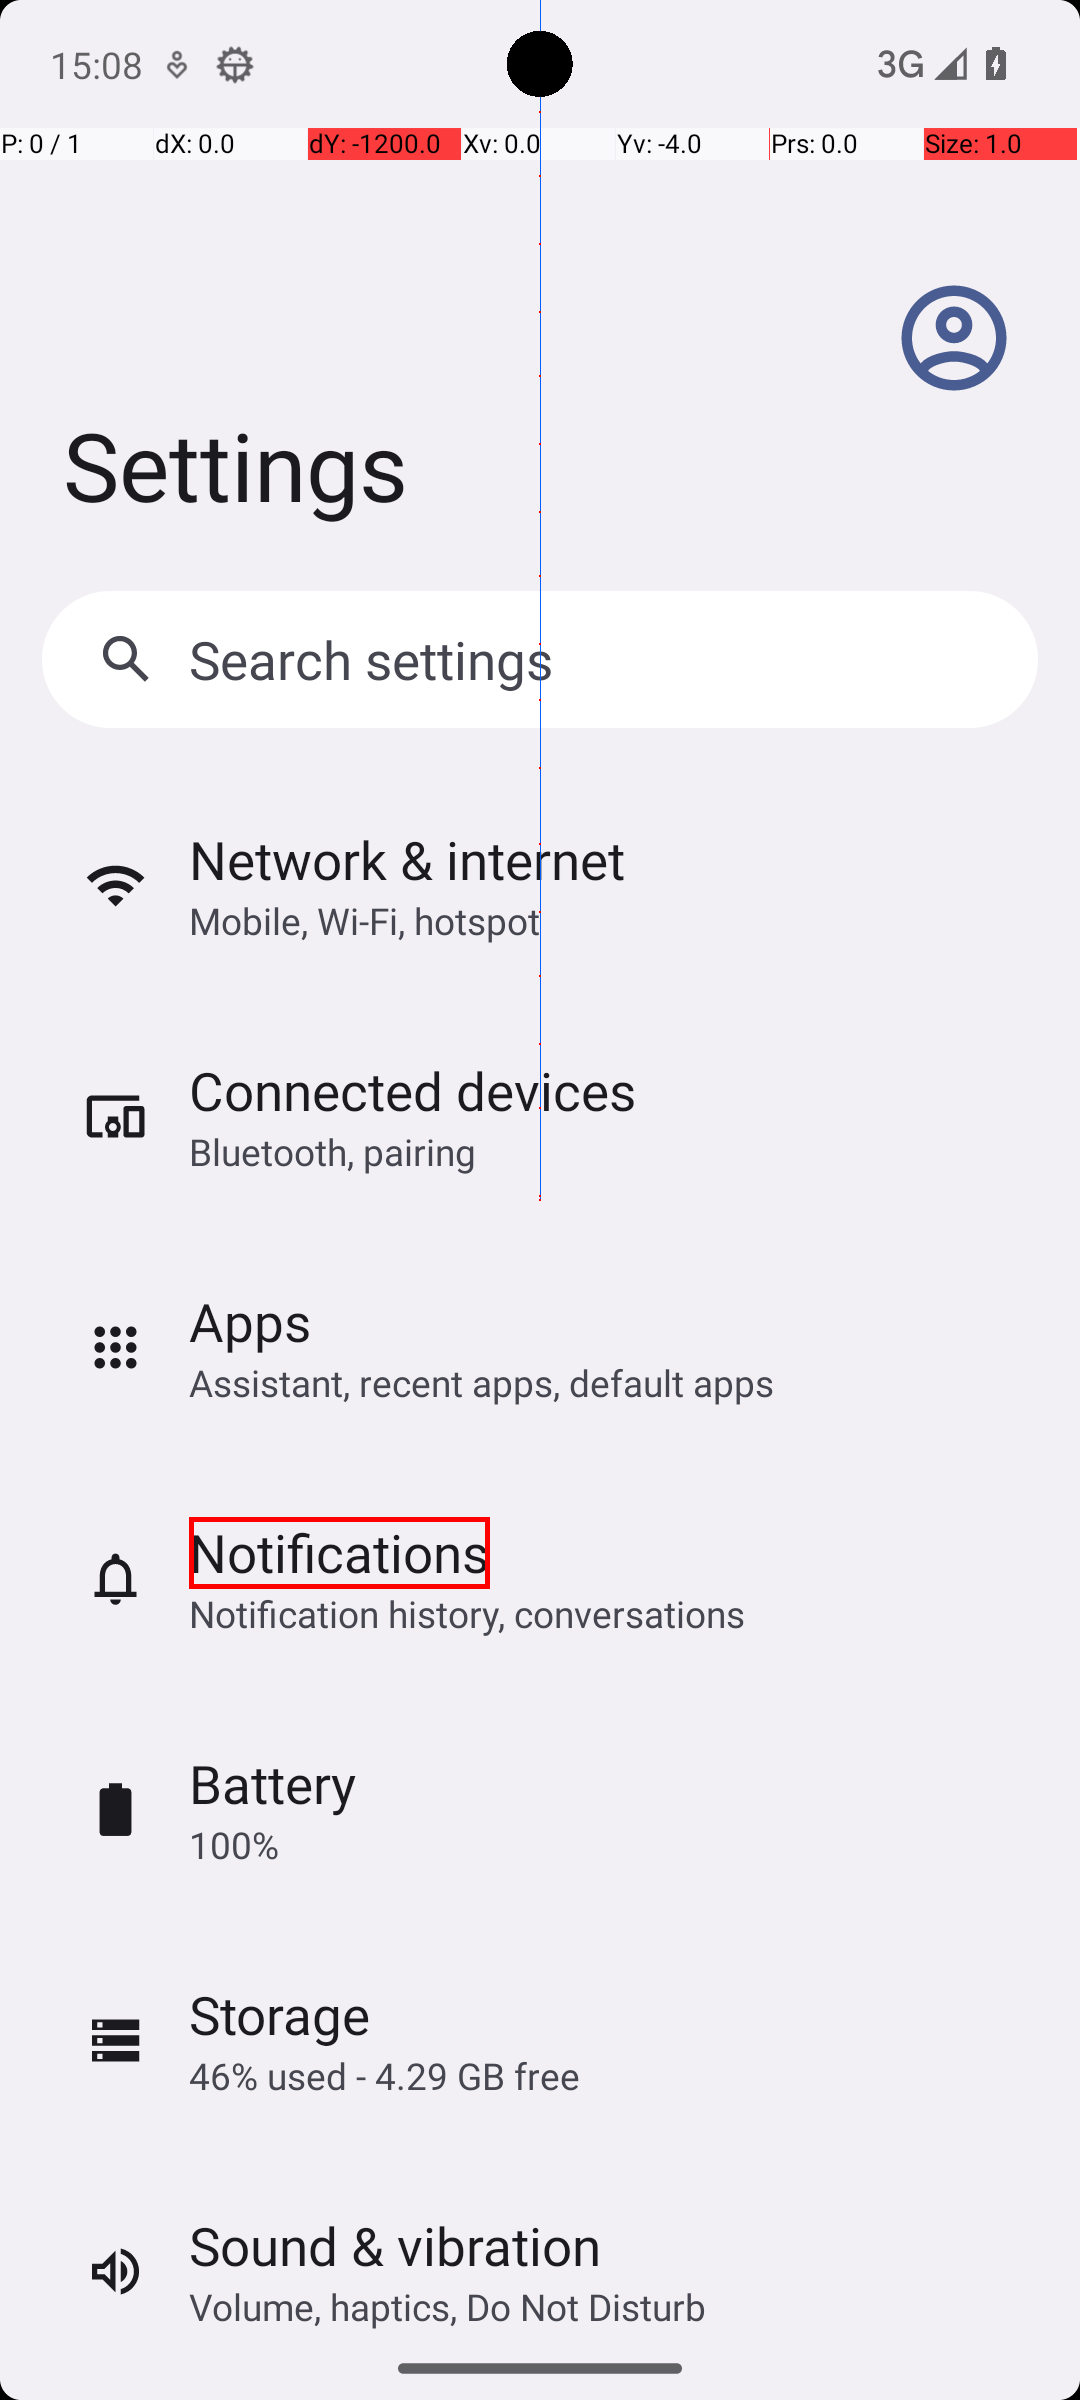 15:08
3G
P: 0 / 1 dX: 0.0 dY: -1200.0 Xv: 0.0 Yv: -4.0 Prs: 0.0 Size: 1.0
Settings
Search settings
Network & internet
Mobile, Wi-Fi, hotspot
Connected devices
Bluetooth, pairing
Apps
Assistant, recent apps, default apps
Notifications
Notification history, conversations
Battery
100%
Storage
46% used - 4.29 GB free
Sound & vibration
Volume, haptics, Do Not Disturb